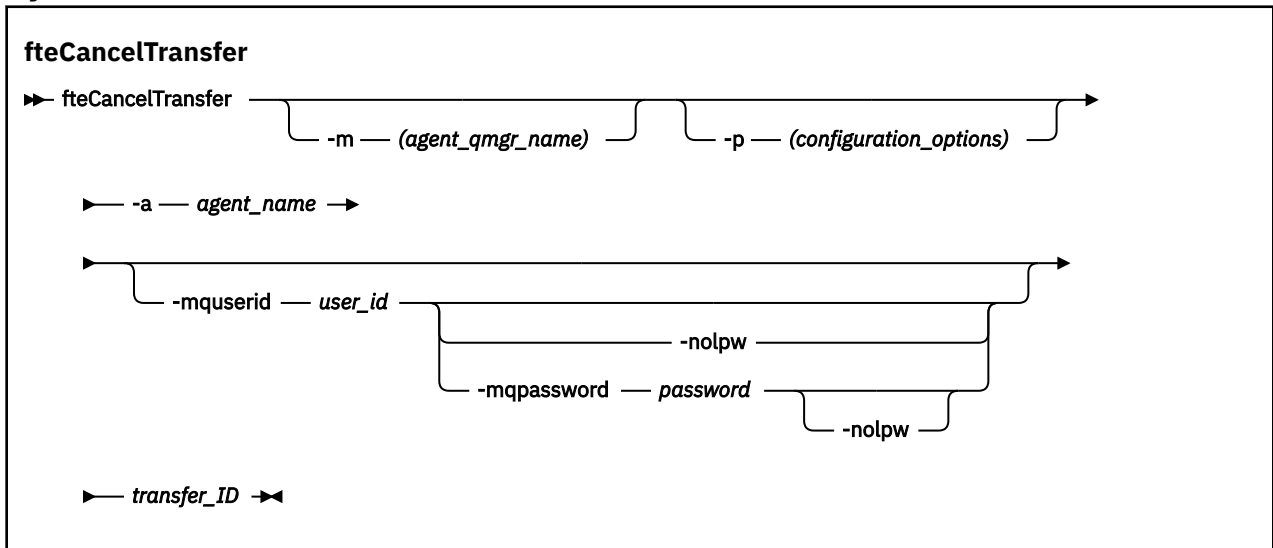 fteCancelTransfer
fteCancelTransfer
-m (agent_qmgr_name) -p (configuration_options)
-a agent_name
-mquserid user_id
-nolpw
-mqpassword password
-nolpw
transfer_ID